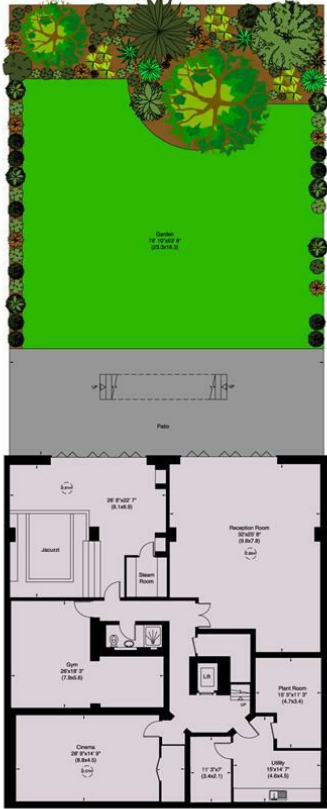 Garden
76' 10"x53' 6"
(23.3x16.3)
UP
UP
Patio
26' 6"x22' 7"
(8.1x6.9)
Jacuzzi
Steam
Room
Reception Room
32'x25' 8"
(9.8x7.8)
Gym
26'x18' 3"
(7.9x5.6)
Lift
UP
Plant Room
15' 5"x11' 3"
(4.7x3.4)
Cinema
28' 9"x14' 9"
(8.8x4.5)
11' 3"x7'
(3.4x2.1)
Utility
15'x14' 7"
(4.6x4.5)